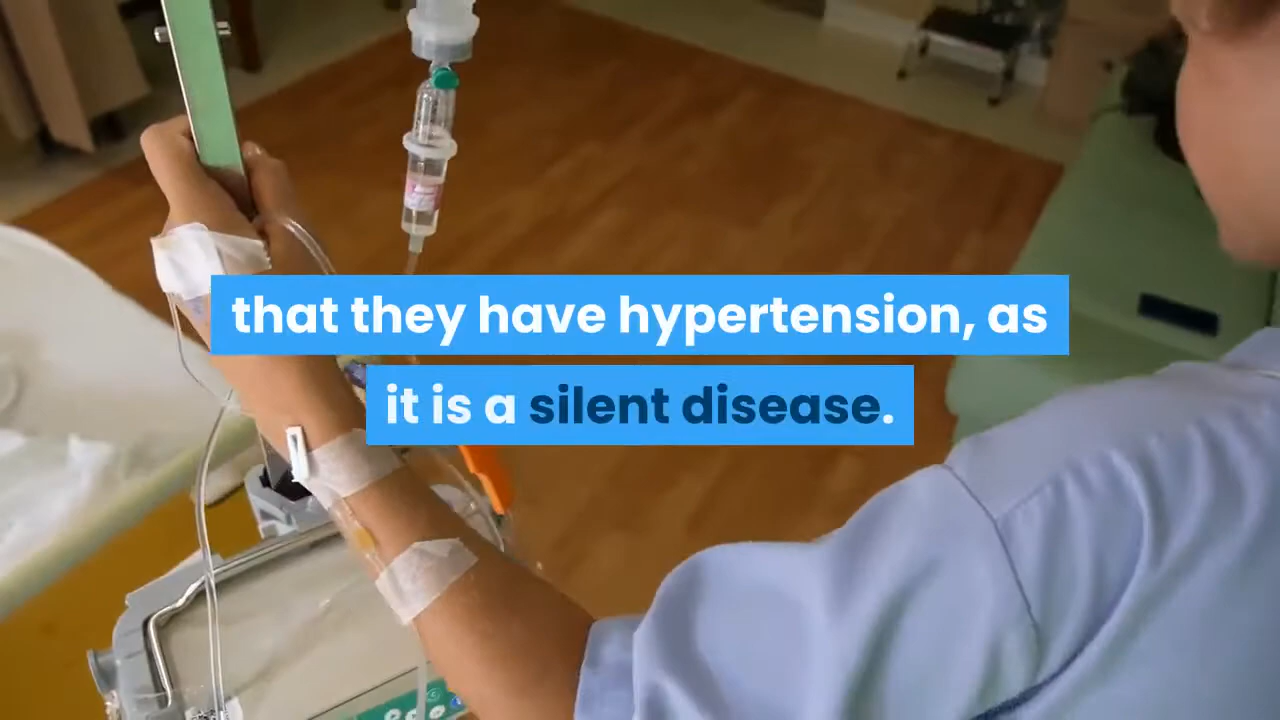 that they have hypertension, as
it is a silent disease.